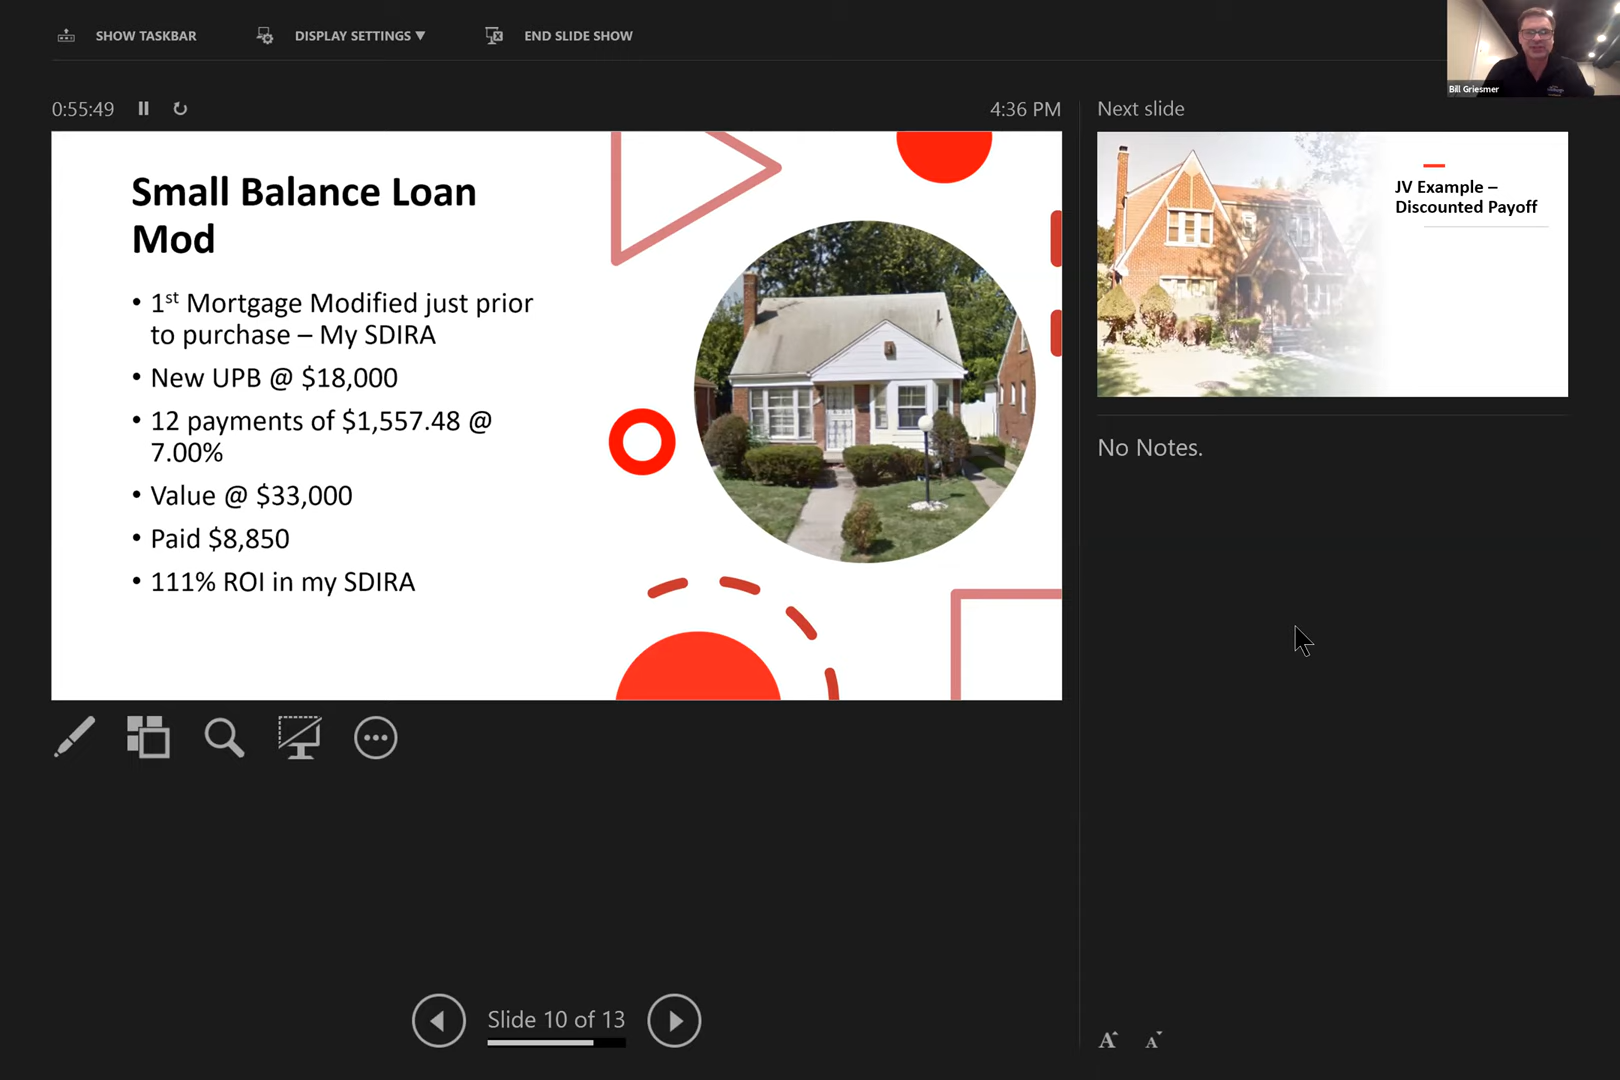 SHOW TASKBAR
DISPLAY SETTINGS ▼
END SLIDE SHOW
Bill Griesmer
0:55:49
4:36 PM
Next slide
Small Balance Loan
Mod
• 1st Mortgage Modified just prior
to purchase – My SDIRA
• New UPB @ $18,000
• 12 payments of $1,557.48 @
7.00%
• Value @ $33,000
• Paid $8,850
• 111% ROI in my SDIRA
JV Example –
Discounted Payoff
No Notes.
Slide 10 of 13
A A